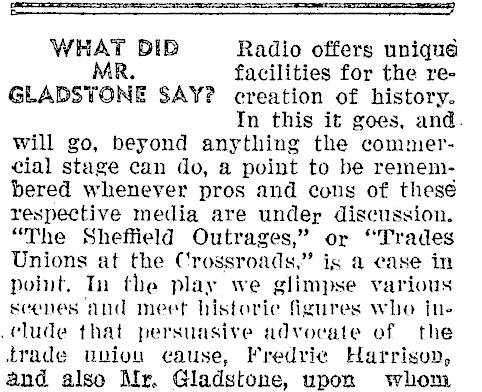 WHAT DID
MR.
GLADSTONE SAY?
Radio offers unique
facilities for the re-
creation of history.
In this it goes, and
will go, beyond anything the commer-
cial stage can do, a point to be remem-
bered whenever pros and cons of these
respective media are under discussion.
"The Sheffield Outrages," or "Trades
Unions at the Crossroads," is a case in
point. In the play we glimpse various
scenes and meet historic figures who in-
clude that persuasive advocate of the
trade union cause, Fredric Harrison,
and also Mr. Gladstone, upon whom